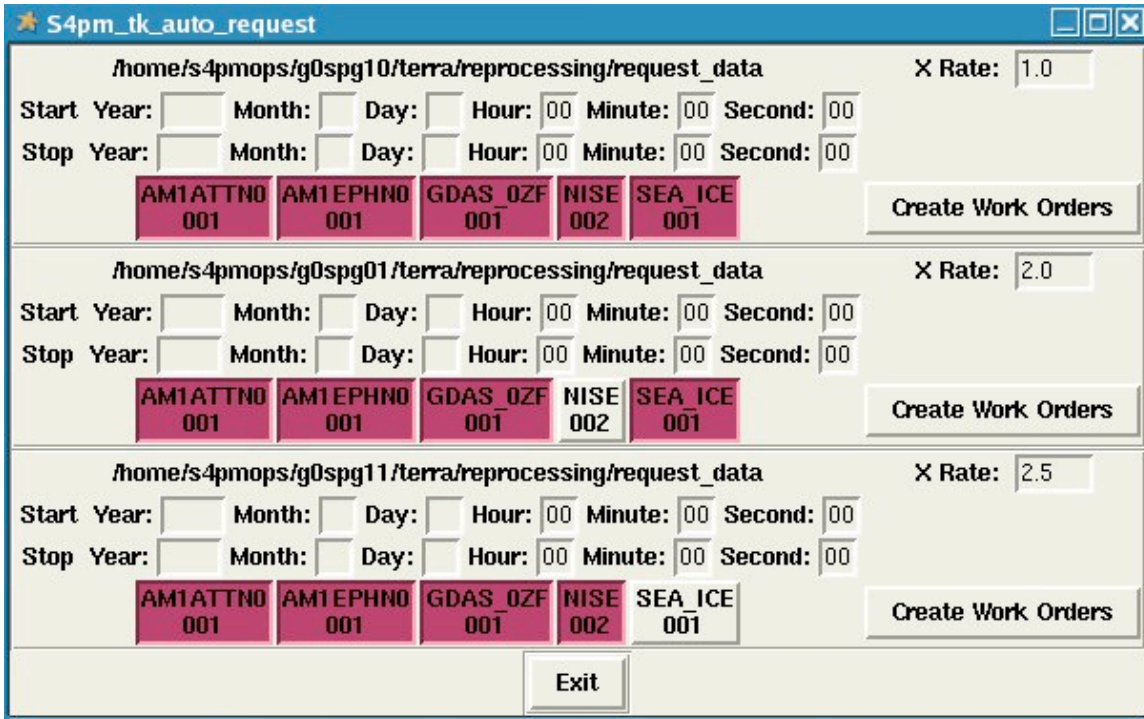 S4pm_tk_auto_request
/home/s4pmops/g0spg10/terra/reprocessing/request_data X Rate: 1.0
Start Year: Month: Day: Hour: 00 Minute: 00 Second: 00
Stop Year: Month: Day: Hour: 00 Minute: 00 Second: 00
AM1ATTN0 AM1EPHN0 GDAS_0ZF NISE SEA_ICE
001 001 001 002 001
Create Work Orders
/home/s4pmops/g0spg01/terra/reprocessing/request_data X Rate: 2.0
Start Year: Month: Day: Hour: 00 Minute: 00 Second: 00
Stop Year: Month: Day: Hour: 00 Minute: 00 Second: 00
AM1ATTN0 AM1EPHN0 GDAS_0ZF NISE SEA_ICE
001 001 001 002 001
Create Work Orders
/home/s4pmops/g0spg11/terra/reprocessing/request_data X Rate: 2.5
Start Year: Month: Day: Hour: 00 Minute: 00 Second: 00
Stop Year: Month: Day: Hour: 00 Minute: 00 Second: 00
AM1ATTN0 AM1EPHN0 GDAS_0ZF NISE SEA_ICE
001 001 001 002 001
Create Work Orders
Exit